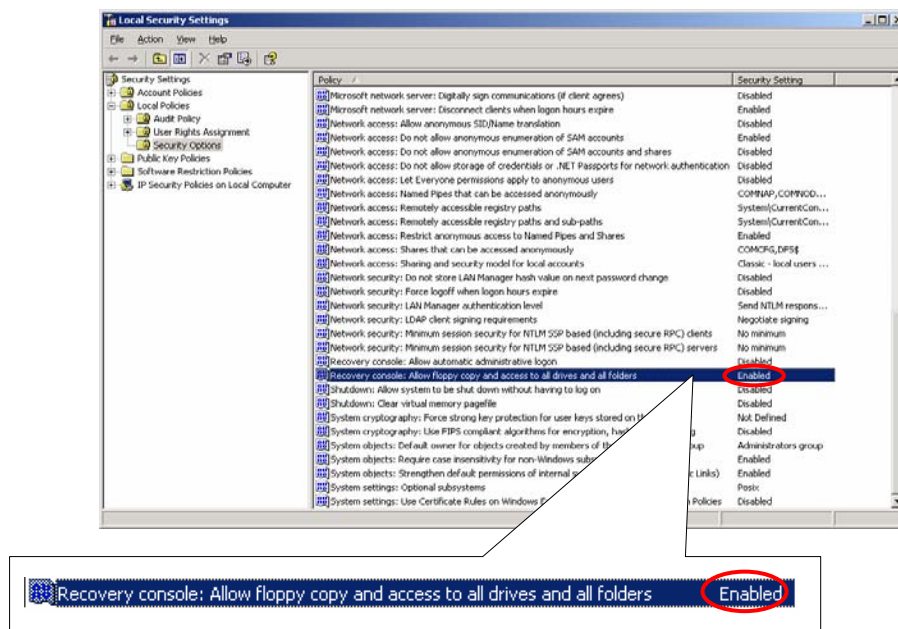 Local Security Settings
File Action View Help
Security Settings
Account Policies
Local Policies
Audit Policy
User Rights Assignment
Security Options
Public Key Policies
Software Restriction Policies
IP Security Policies on Local Computer
Policy Security Setting
Microsoft network server: Digitally sign communications (if client agrees) Disabled
Microsoft network server: Disconnect clients when logon hours expire Enabled
Network access: Allow anonymous SID/Name translation Disabled
Network access: Do not allow anonymous enumeration of SAM accounts Enabled
Network access: Do not allow anonymous enumeration of SAM accounts and shares Disabled
Network access: Do not allow storage of credentials or .NET Passports for network authentication Disabled
Network access: Let Everyone permissions apply to anonymous users Disabled
Network access: Named Pipes that can be accessed anonymously COMNAP,COMNOD...
Network access: Remotely accessible registry paths System\CurrentCon...
Network access: Remotely accessible registry paths and sub-paths System\CurrentCon...
Network access: Restrict anonymous access to Named Pipes and Shares Enabled
Network access: Shares that can be accessed anonymously COMCFG,DFS$
Network access: Sharing and security model for local accounts Classic - local users ...
Network security: Do not store LAN Manager hash value on next password change Disabled
Network security: Force logoff when logon hours expire Disabled
Network security: LAN Manager authentication level Send NTLM respons...
Network security: LDAP client signing requirements Negotiate signing
Network security: Minimum session security for NTLM SSP based (including secure RPC) clients No minimum
Network security: Minimum session security for NTLM SSP based (including secure RPC) servers No minimum
Recovery console: Allow automatic administrative logon Disabled
Recovery console: Allow floppy copy and access to all drives and all folders Enabled
Shutdown: Allow system to be shut down without having to log on Disabled
Shutdown: Clear virtual memory pagefile Disabled
System cryptography: Force strong key protection for user keys stored on th Not Defined
System cryptography: Use FIPS compliant algorithms for encryption, hash g Disabled
System objects: Default owner for objects created by members of th up Administrators group
System objects: Require case insensitivity for non-Windows subs Enabled
System objects: Strengthen default permissions of internal s c Links) Enabled
System settings: Optional subsystems Posix
System settings: Use Certificate Rules on Windows Policies Disabled
Recovery console: Allow floppy copy and access to all drives and all folders Enabled